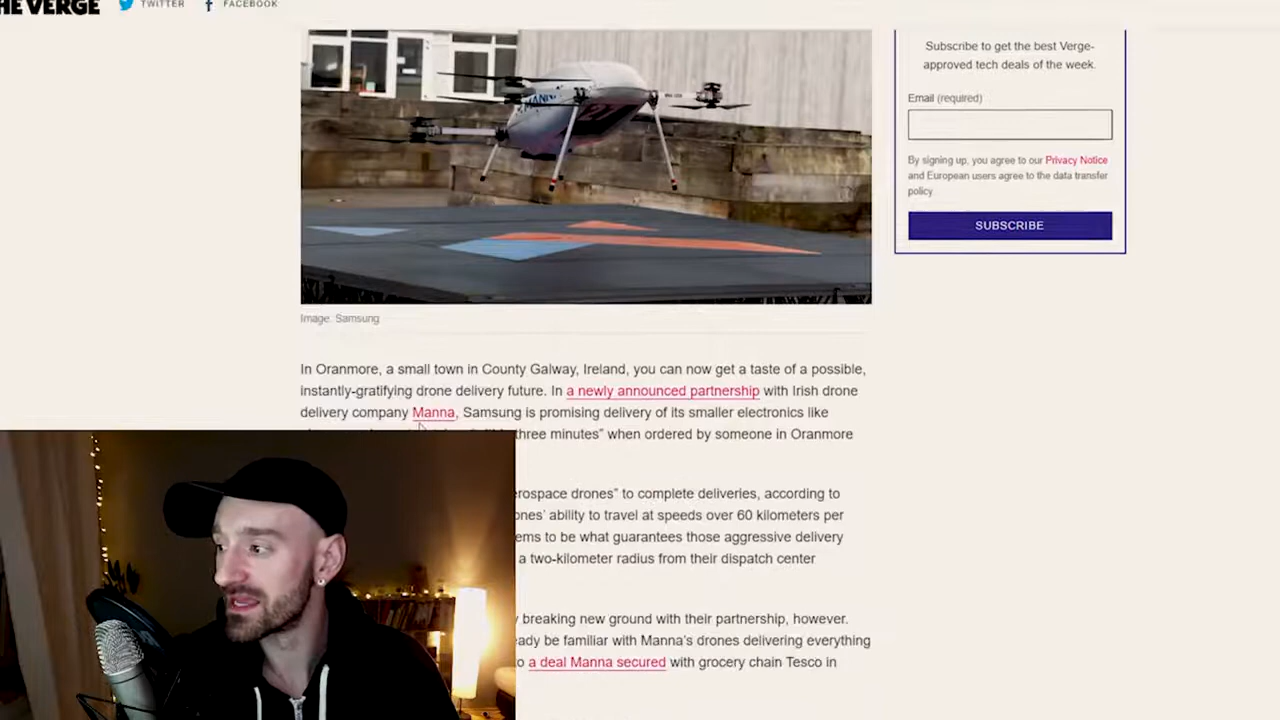 HE VERGE TWITTER FACEBOOK
MANNA
Image: Samsung
In Oranmore, a small town in County Galway, Ireland, you can now get a taste of a possible,
instantly-gratifying drone delivery future. In a newly announced partnership with Irish drone
delivery company Manna, Samsung is promising delivery of its smaller electronics like
three minutes" when ordered by someone in Oranmore
erospace drones" to complete deliveries, according to
ones' ability to travel at speeds over 60 kilometers per
ems to be what guarantees those aggressive delivery
a two-kilometer radius from their dispatch center
breaking new ground with their partnership, however.
eady be familiar with Manna's drones delivering everything
o a deal Manna secured with grocery chain Tesco in
Subscribe to get the best Verge-
approved tech deals of the week.
Email (required)
By signing up, you agree to our Privacy Notice
and European users agree to the data transfer
policy
SUBSCRIBE